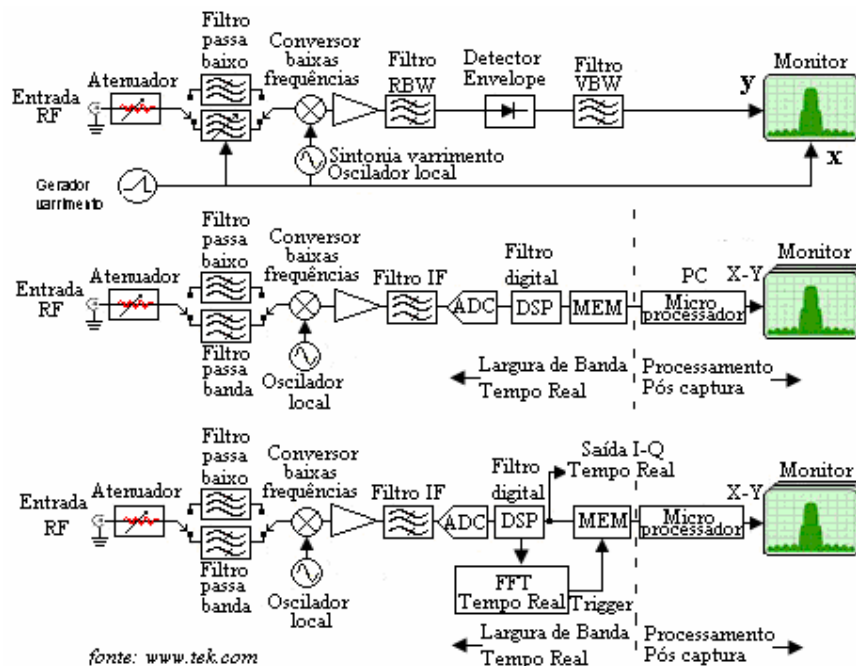 Filtro
passa
baixo
Conversor
baixas
frequências
Filtro
RBW
Detector
Envelope
Filtro
VBW
Monitor
Atenuador
Entrada
RF
y
x
Sintonia varrimento
Oscilador local
Gerador
varrimento
Filtro
passa
baixo
Conversor
baixas
frequências
Filtro IF
Filtro
digital
PC
X-Y
Monitor
Atenuador
Entrada
RF
ADC
DSP
MEM
Micro
processador
Filtro
passa
banda
Oscilador
local
Largura de Banda
Tempo Real
Processamento
Pós captura
Filtro
passa
baixo
Conversor
baixas
frequências
Filtro IF
Filtro
digital
Saída I-Q
Tempo Real
X-Y
Monitor
Atenuador
Entrada
RF
ADC
DSP
MEM
Micro
processador
Filtro
passa
banda
Oscilador
local
FFT
Tempo Real
Trigger
Largura de Banda
Tempo Real
Processamento
Pós captura
fonte: www.tek.com